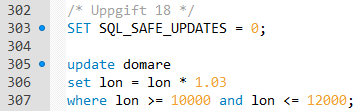 302 /* Uppgift 18 */
303 SET SQL_SAFE_UPDATES = 0;
304
305 update domare
306 set lon = lon * 1.03
307 where lon >= 10000 and lon <= 12000;